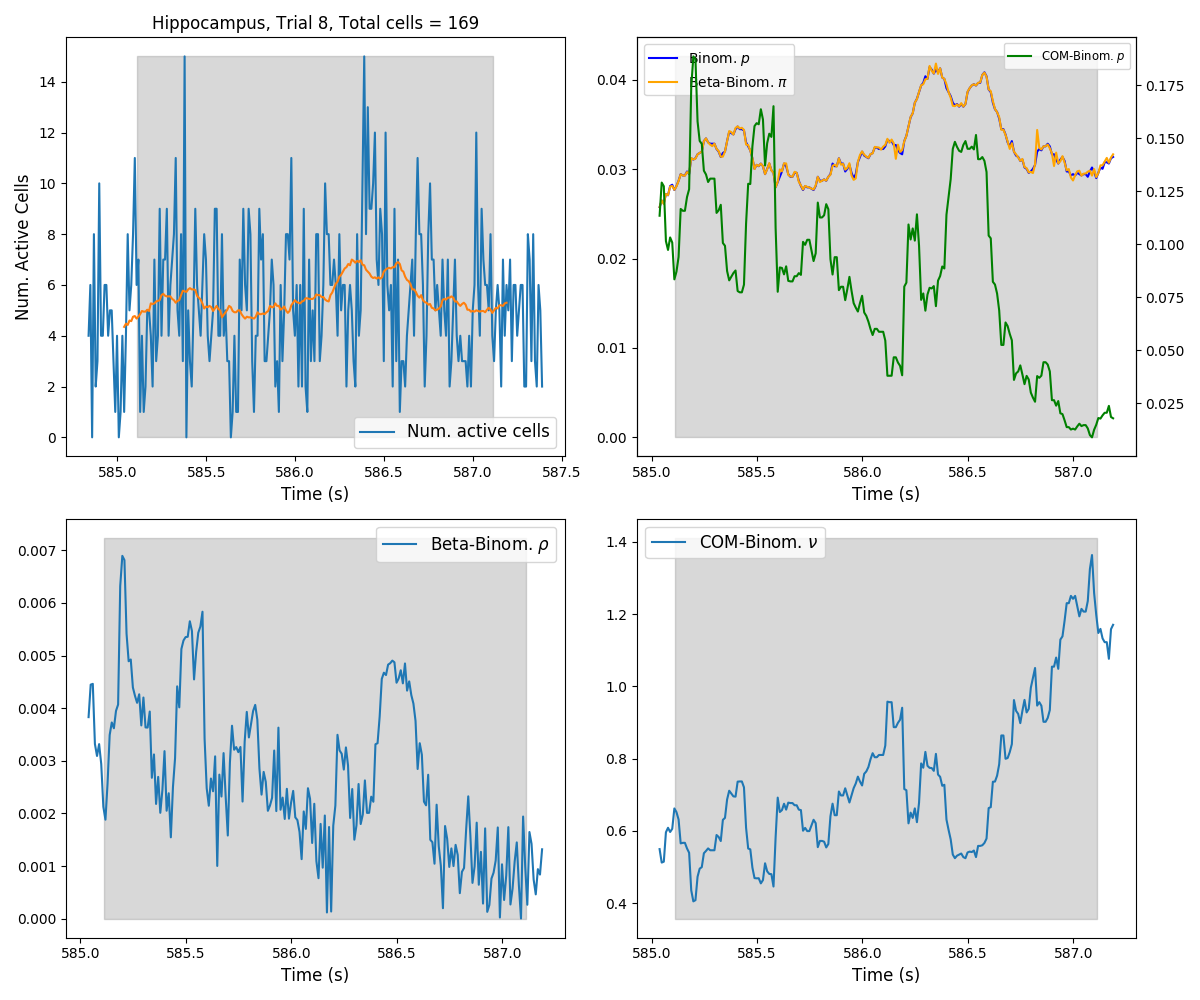 Hippocampus, Trial 8, Total cells = 169
Num. Active Cells
14
12
10
8
6
4
2
0
585.0 585.5 586.0 586.5 587.0 587.5
Time (s)
Num. active cells
Binom. p
Beta-Binom. π
COM-Binom. p
0.04
0.03
0.02
0.01
0.00
0.175
0.150
0.125
0.100
0.075
0.050
0.025
585.0 585.5 586.0 586.5 587.0
Time (s)
Beta-Binom. ρ
0.007
0.006
0.005
0.004
0.003
0.002
0.001
0.000
585.0 585.5 586.0 586.5 587.0
Time (s)
COM-Binom. ν
1.4
1.2
1.0
0.8
0.6
0.4
585.0 585.5 586.0 586.5 587.0
Time (s)